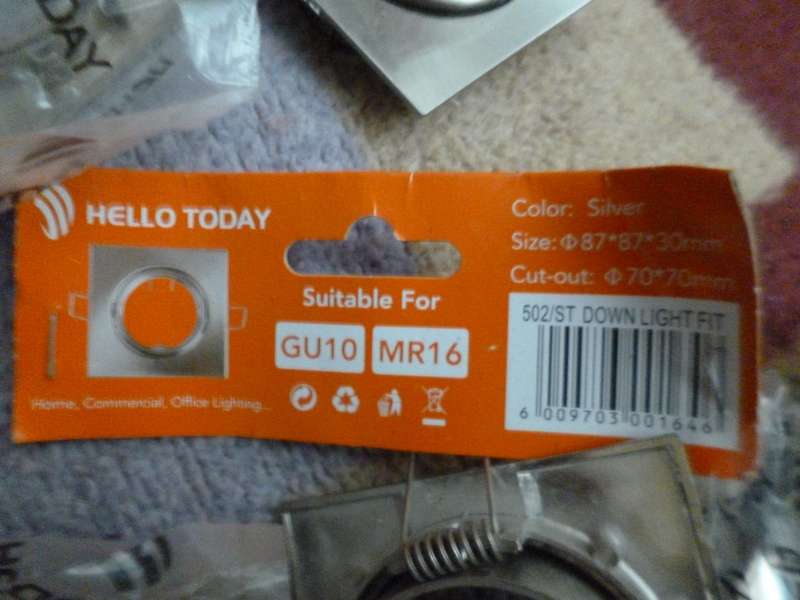 DAY
HELLO TODAY
Suitable For
GU10 MR16
Home, Commercial, Office Lighting...
Color: Silver
Size: Φ87*87*30mm
Cut-out: Φ70*70mm
502/ST DOWN LIGHT FIT
6 009703 001646